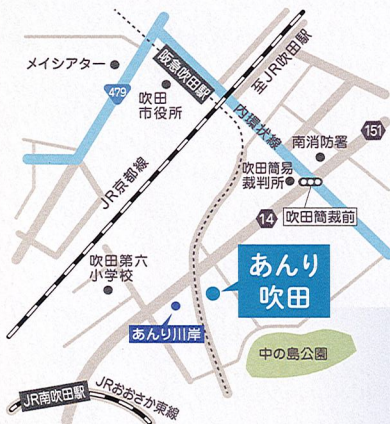 阪急吹田駅
至JR吹田駅
メイシアター
479
吹田
市役所
内環状線
南消防署
151
JR京都線
吹田簡易
裁判所
吹田簡裁前
14
あんり
吹田
吹田第六
小学校
あんり川岸
中の島公園
JR南吹田駅
JRおおさか東線